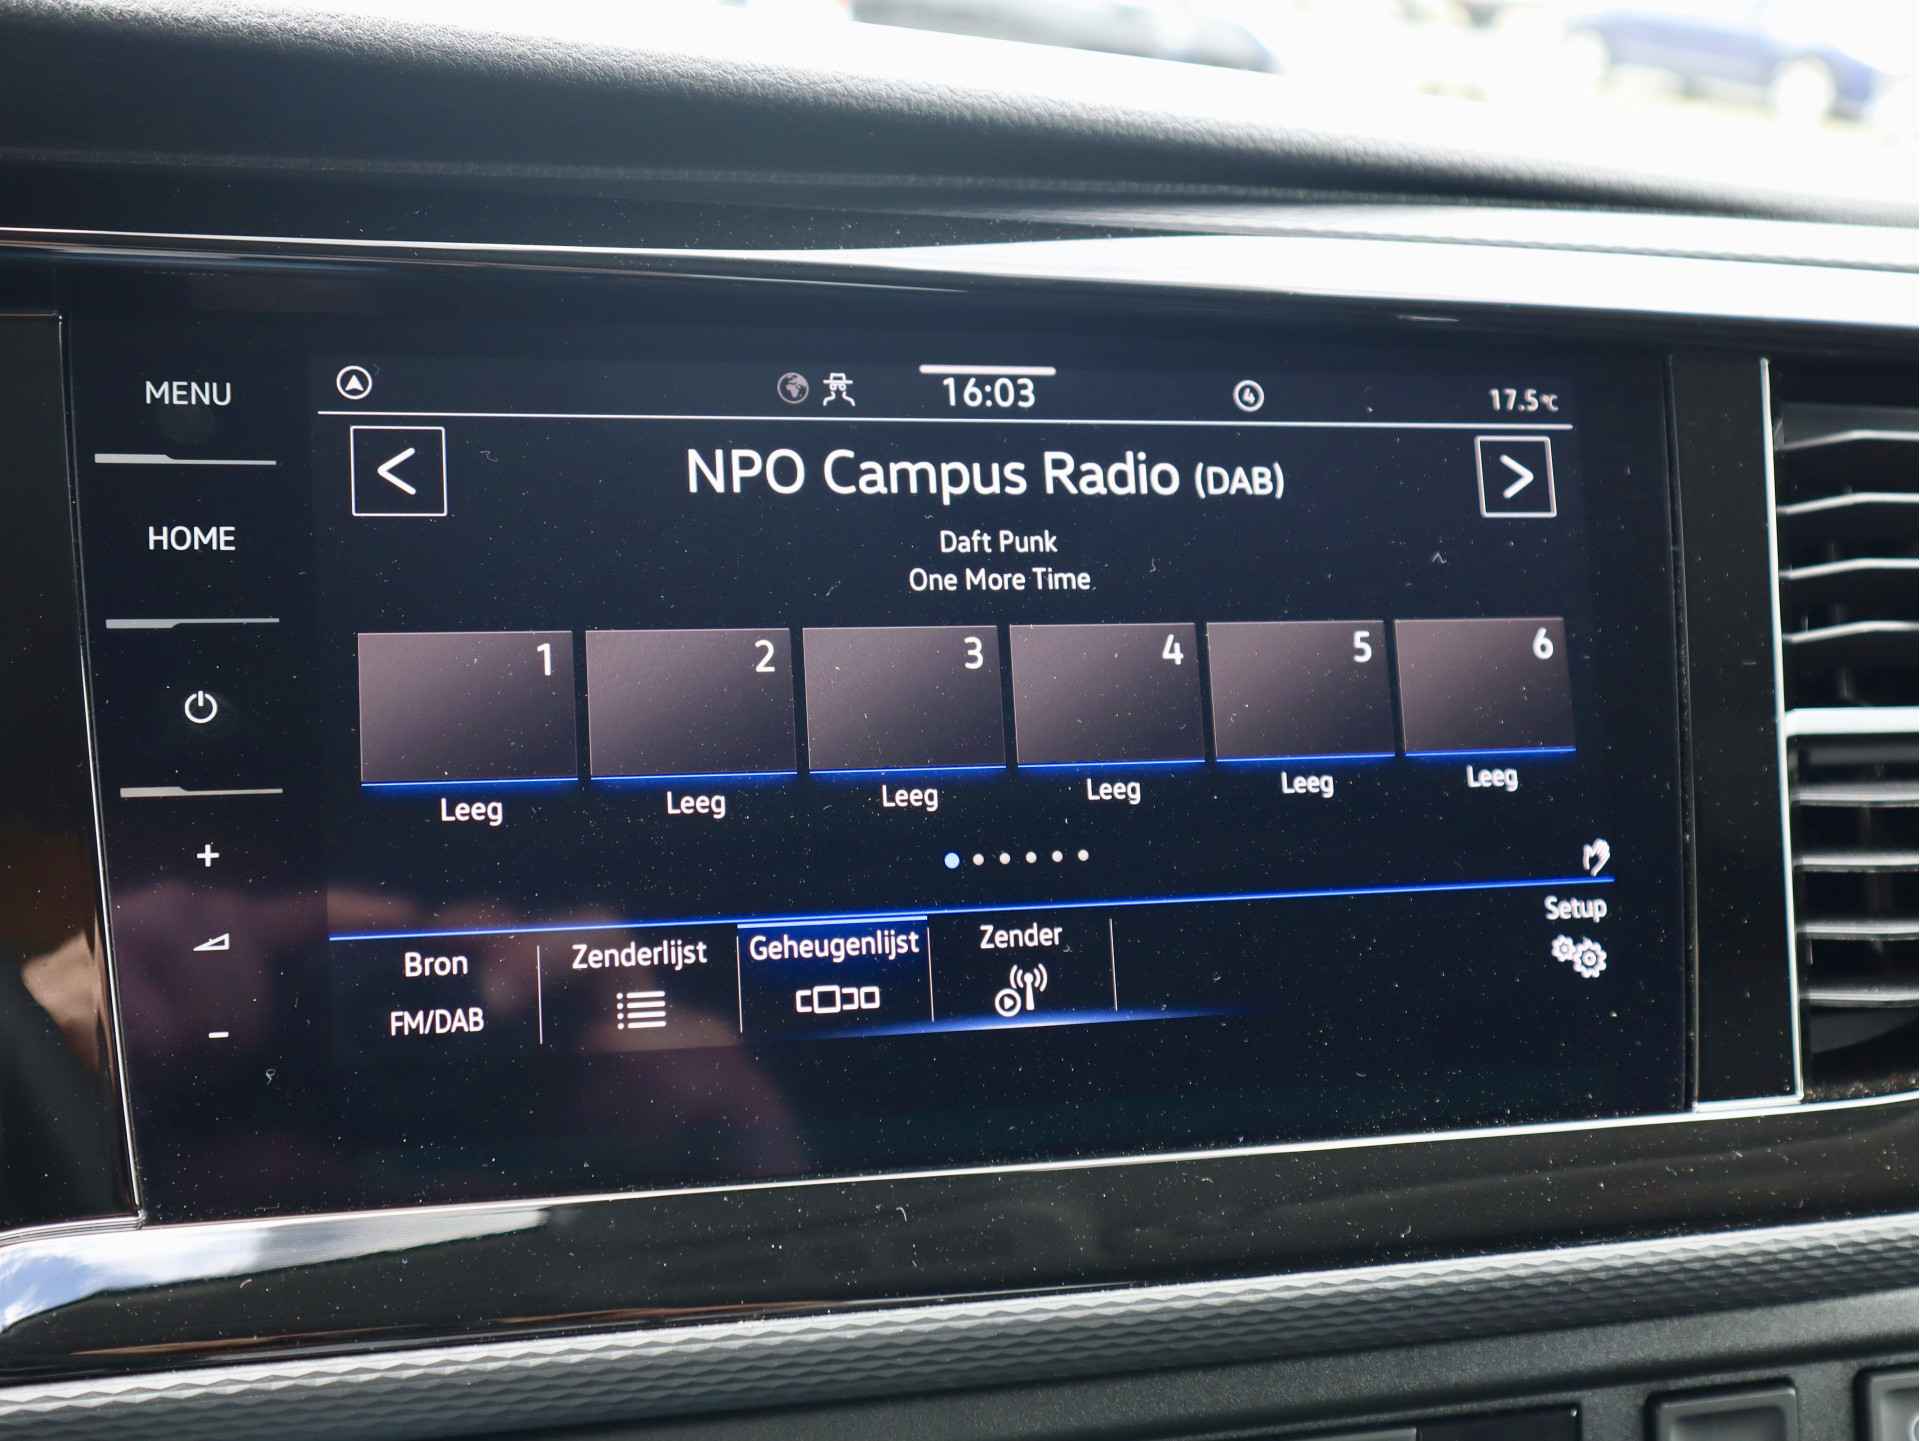 MENU
HOME
16:03
4
17.5°C
< NPO Campus Radio (DAB) >
Daft Punk
One More Time
1 2 3 4 5 6
Leeg Leeg Leeg Leeg Leeg Leeg
+
-
Bron
FM/DAB
Zenderlijst
Geheugenlijst
Zender
Setup